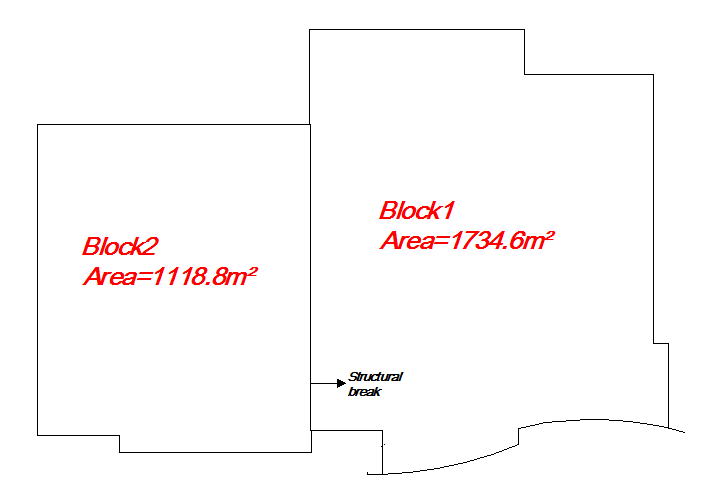 Block1
Area=1734.6m²
Block2
Area=1118.8m²
Structural
break